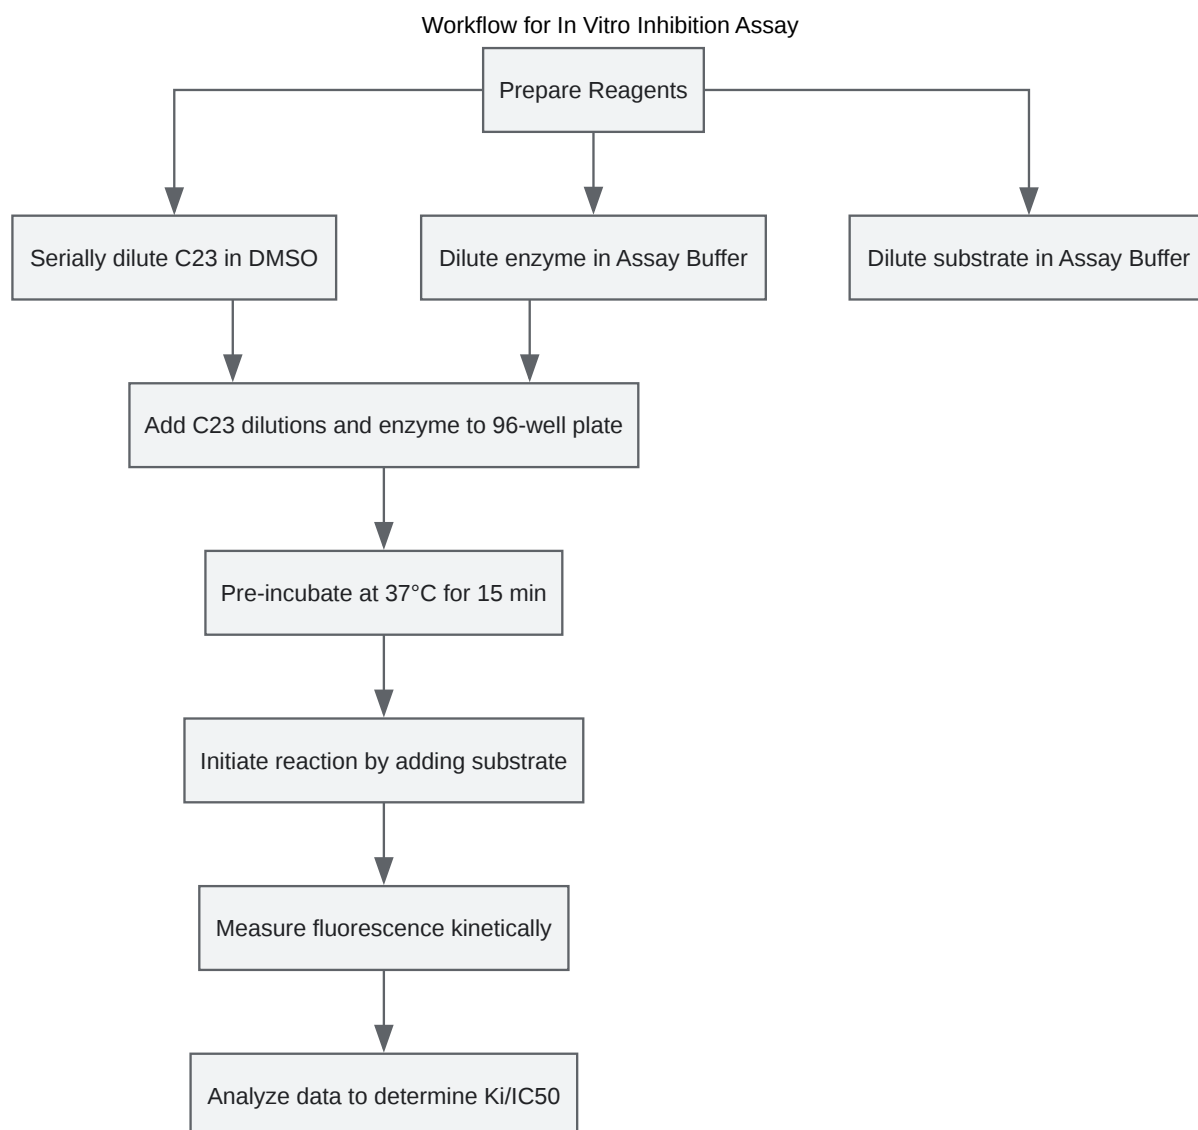 Workflow for In Vitro Inhibition Assay
Prepare Reagents
Serially dilute C23 in DMSO
Dilute enzyme in Assay Buffer
Dilute substrate in Assay Buffer
Add C23 dilutions and enzyme to 96-well plate
Pre-incubate at 37°C for 15 min
Initiate reaction by adding substrate
Measure fluorescence kinetically
Analyze data to determine Ki/IC50